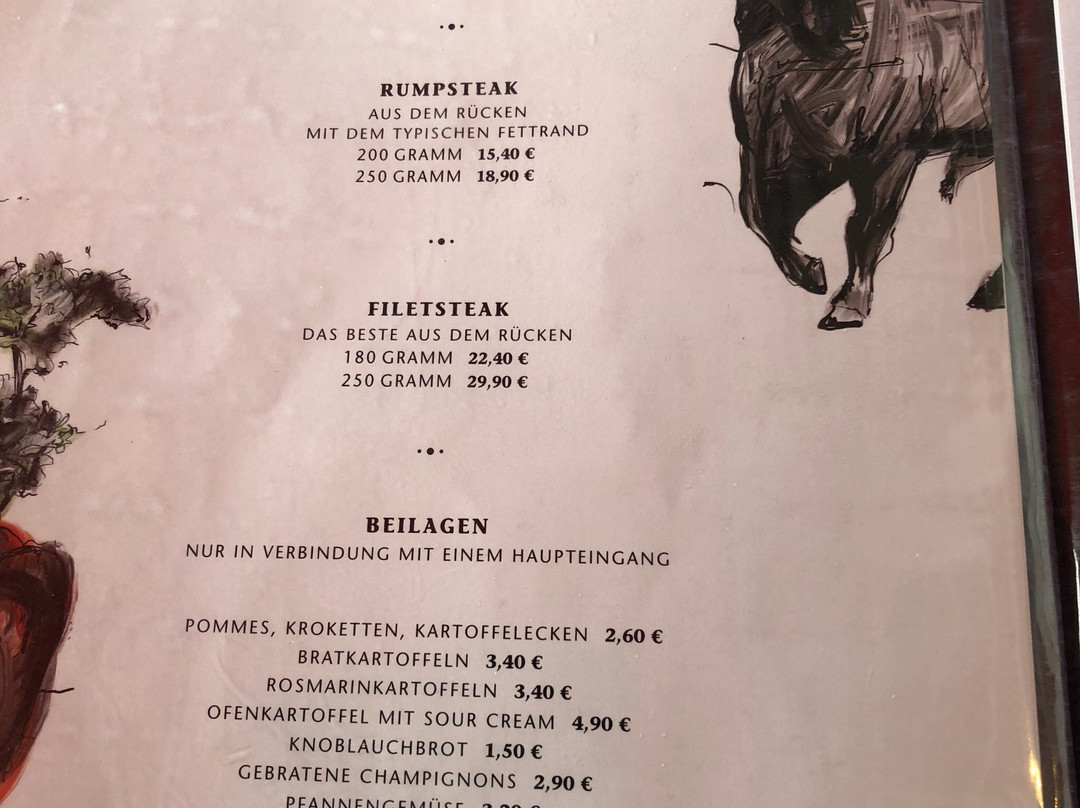 RUMPSTEAK
AUS DEM RÜCKEN
MIT DEM TYPISCHEN FETTRAND
200 GRAMM 15,40 €
250 GRAMM 18,90 €
FILETSTEAK
DAS BESTE AUS DEM RÜCKEN
180 GRAMM 22,40 €
250 GRAMM 29,90 €
BEILAGEN
NUR IN VERBINDUNG MIT EINEM HAUPTEINGANG
POMMES, KROKETTEN, KARTOFFELECKEN 2,60 €
BRATKARTOFFELN 3,40 €
ROSMARINKARTOFFELN 3,40 €
OFENKARTOFFEL MIT SOUR CREAM 4,90 €
KNOBLAUCHBROT 1,50 €
GEBRATENE CHAMPIGNONS 2,90 €
PFANNENGEMÜSE